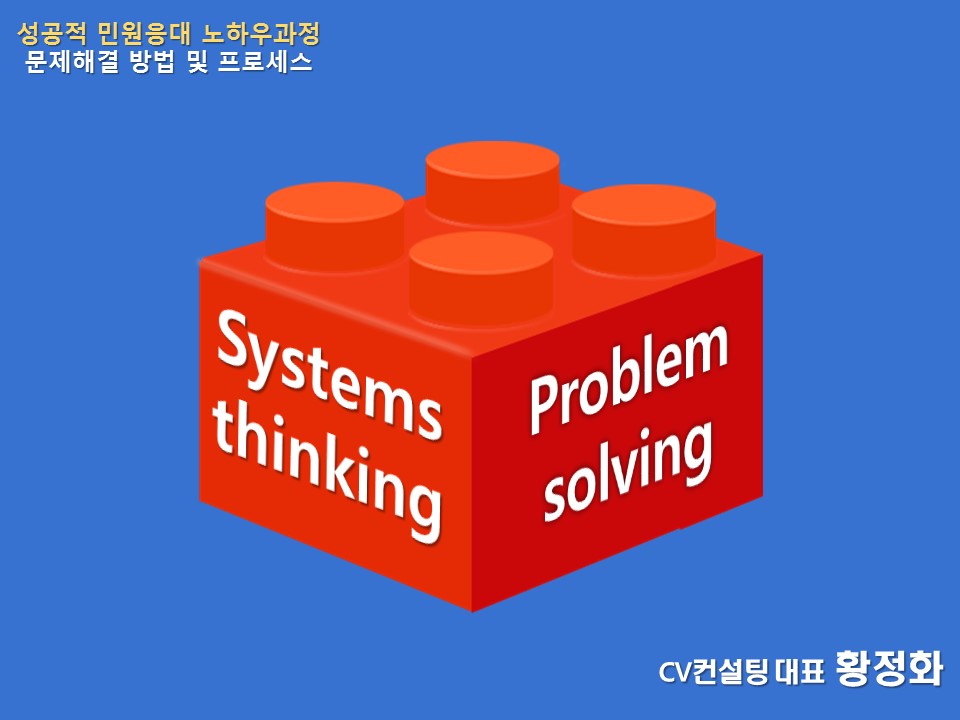 성공적 민원응대 노하우과정
문제해결 방법 및 프로세스
Systems
thinking
Problem
solving
CV컨설팅 대표 황정화